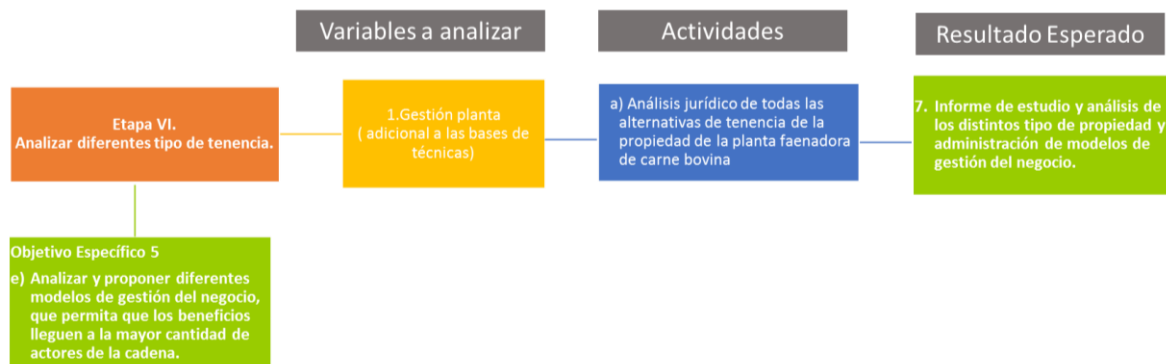 Variables a analizar
Actividades
Resultado Esperado
Etapa VI.
Analizar diferentes tipo de tenencia.
1.Gestión planta
( adicional a las bases de
técnicas)
a) Análisis jurídico de todas las
alternativas de tenencia de la
propiedad de la planta faenadora
de carne bovina
7. Informe de estudio y análisis de
los distintos tipo de propiedad y
administración de modelos de
gestión del negocio.
Objetivo Específico 5
e) Analizar y proponer diferentes
modelos de gestión del negocio,
que permita que los beneficios
lleguen a la mayor cantidad de
actores de la cadena.